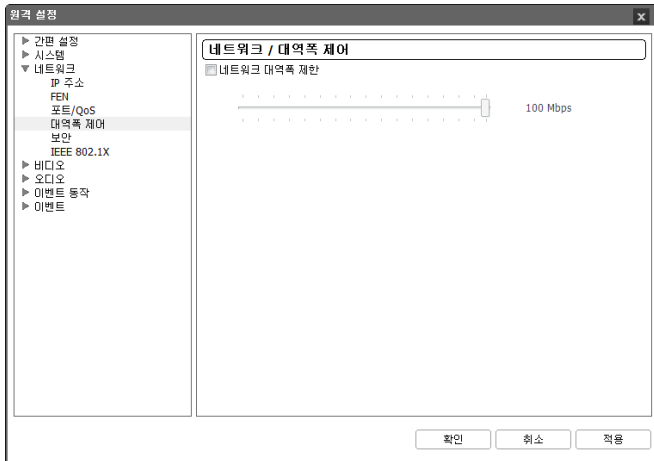 원격 설정
간편 설정
시스템
네트워크
IP 주소
FEN
포트/QoS
대역폭 제어
보안
IEEE 802.1X
비디오
오디오
이벤트 동작
이벤트
네트워크 / 대역폭 제어
네트워크 대역폭 제한
100 Mbps
확인
취소
적용